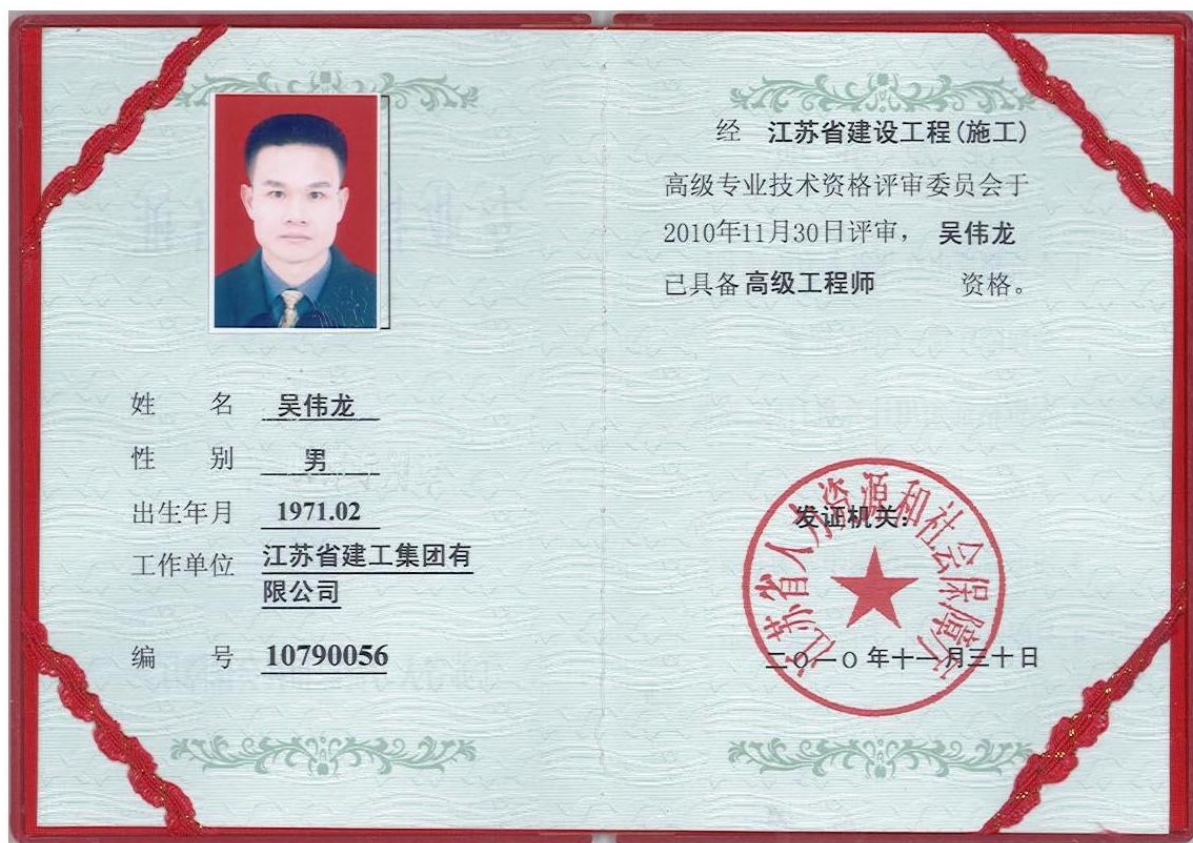 姓 名 吴伟龙
性 别 男
出生年月 1971.02
工作单位 江苏省建工集团有
限公司
编 号 10790056
经 江苏省建设工程(施工)
高级专业技术资格评审委员会于
2010年11月30日评审， 吴伟龙
已具备 高级工程师 资格。
江苏省人力资源和社会保障厅
发证机关:
二〇一〇年十一月三十日